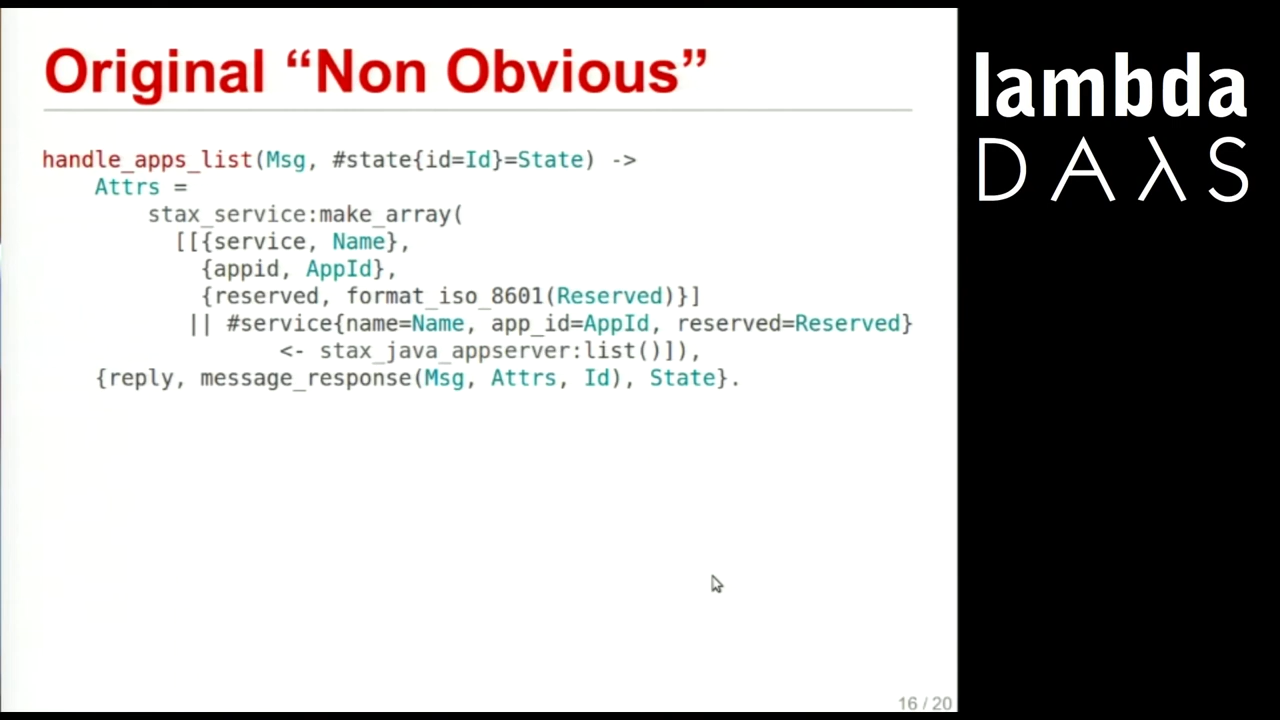 Original “Non Obvious”
handle_apps_list(Msg, #state{id=Id}=State) ->
Attrs =
stax_service:make_array(
[[{service, Name},
{appid, AppId},
{reserved, format_iso_8601(Reserved)}]
|| #service{name=Name, app_id=AppId, reserved=Reserved}
<- stax_java_appserver:list()]),
{reply, message_response(Msg, Attrs, Id), State}.
16 / 20
lambda
DAλS